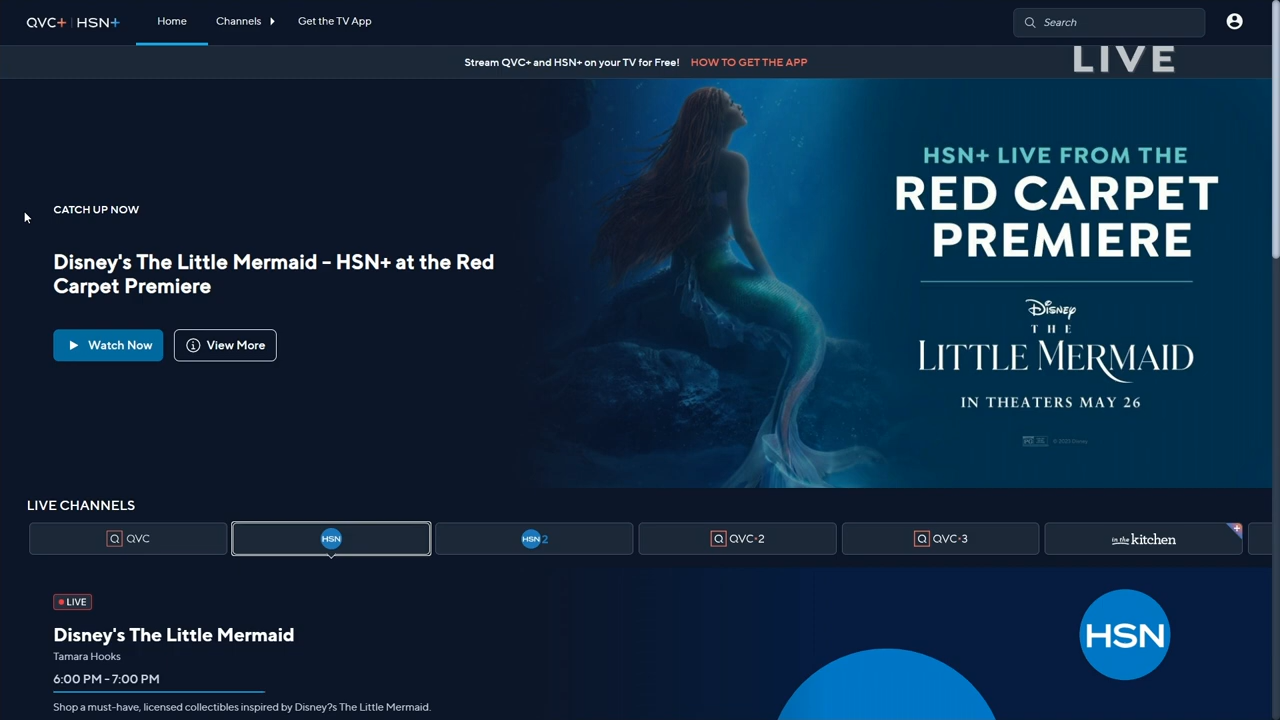 QVC+ | HSN+
Home
Channels
Get the TV App
Search
Stream QVC+ and HSN+ on your TV for Free! HOW TO GET THE APP
LIVE
HSN+ LIVE FROM THE
RED CARPET
PREMIERE
Disney
THE
LITTLE MERMAID
IN THEATERS MAY 26
© 2023 Disney
CATCH UP NOW
Disney's The Little Mermaid - HSN+ at the Red
Carpet Premiere
Watch Now
View More
LIVE CHANNELS
QVC
HSN
HSN 2
QVC-2
QVC-3
in the kitchen
LIVE
Disney's The Little Mermaid
Tamara Hooks
6:00 PM - 7:00 PM
Shop a must-have, licensed collectibles inspired by Disney?s The Little Mermaid.
HSN